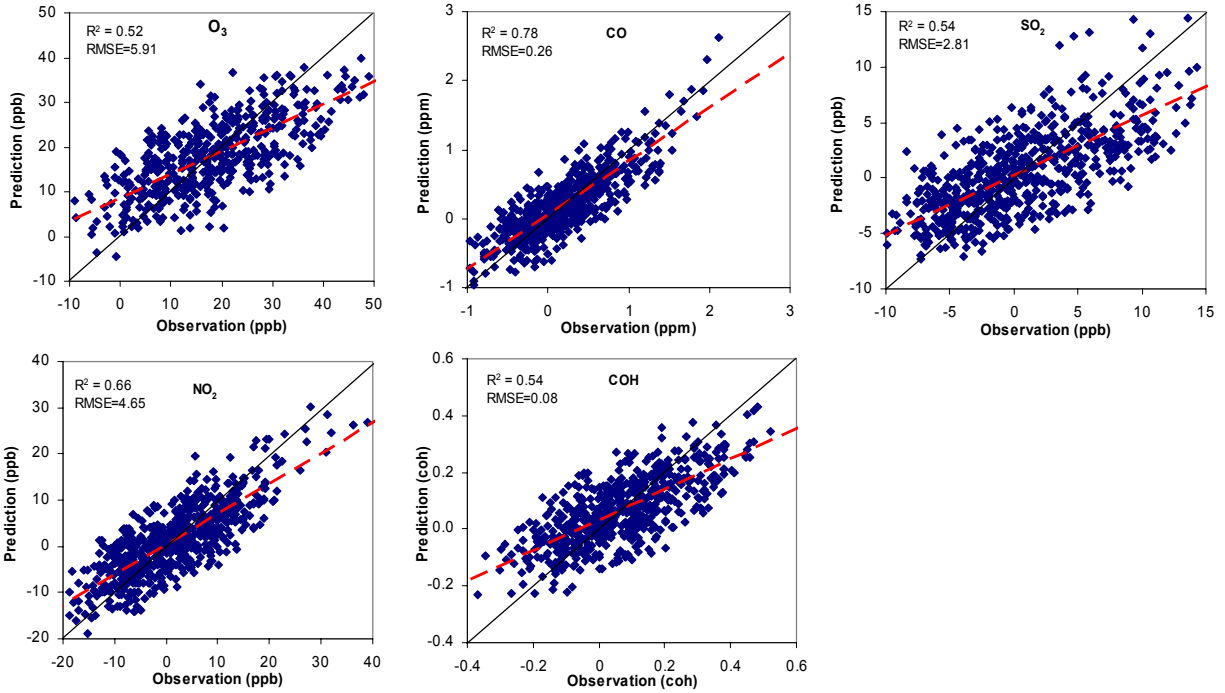 O₃
R² = 0.52
RMSE=5.91
50
40
30
20
10
0
-10
Prediction (ppb)
-10 0 10 20 30 40 50
Observation (ppb)
CO
R² = 0.78
RMSE=0.26
3
2
1
0
-1
Prediction (ppm)
-1 0 1 2 3
Observation (ppm)
SO₂
R² = 0.54
RMSE=2.81
15
10
5
0
-5
-10
Prediction (ppb)
-10 -5 0 5 10 15
Observation (ppb)
NO₂
R² = 0.66
RMSE=4.65
40
30
20
10
0
-10
-20
Prediction (ppb)
-20 -10 0 10 20 30 40
Observation (ppb)
COH
R² = 0.54
RMSE=0.08
0.6
0.4
0.2
0.0
-0.2
-0.4
Prediction (coh)
-0.4 -0.2 0 0.2 0.4 0.6
Observation (coh)